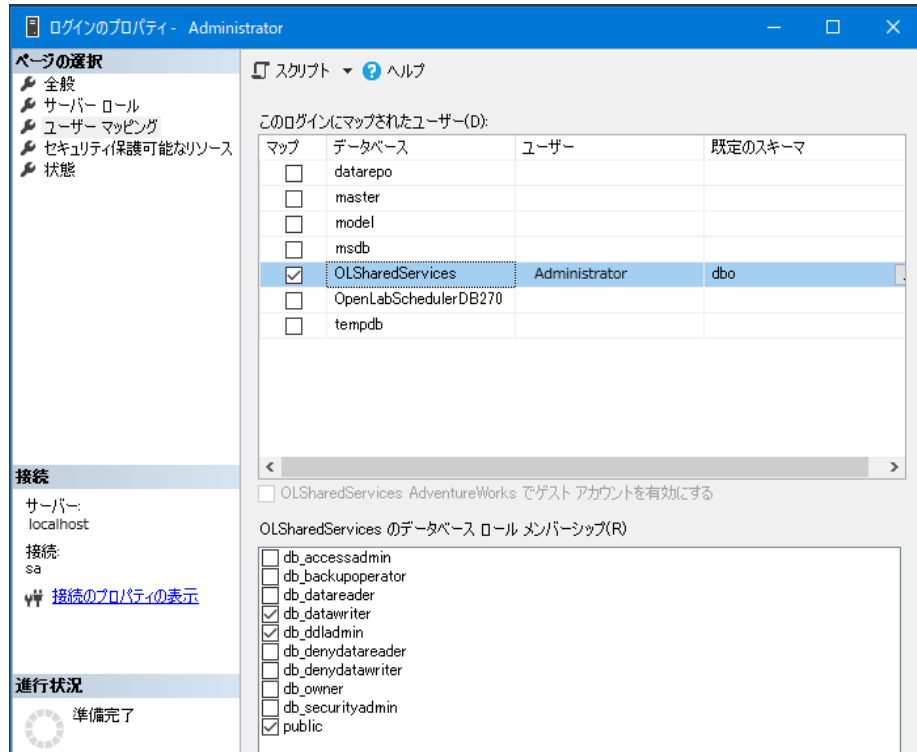 ログインのプロパティ - Administrator
ページの選択
全般
サーバー ロール
ユーザー マッピング
セキュリティ保護可能なリソース
状態
スクリプト ヘルプ
このログインにマップされたユーザー(D):
マップ データベース ユーザー 既定のスキーマ
datarepo
master
model
msdb
OLSharedServices Administrator dbo
OpenLabSchedulerDB270
tempdb
OLSharedServices AdventureWorks でゲスト アカウントを有効にする
OLSharedServices のデータベース ロール メンバーシップ(R)
db_accessadmin
db_backupoperator
db_datareader
db_datawriter
db_ddladmin
db_denydatareader
db_denydatawriter
db_owner
db_securityadmin
public
接続
サーバー:
localhost
接続:
sa
接続のプロパティの表示
進行状況
準備完了